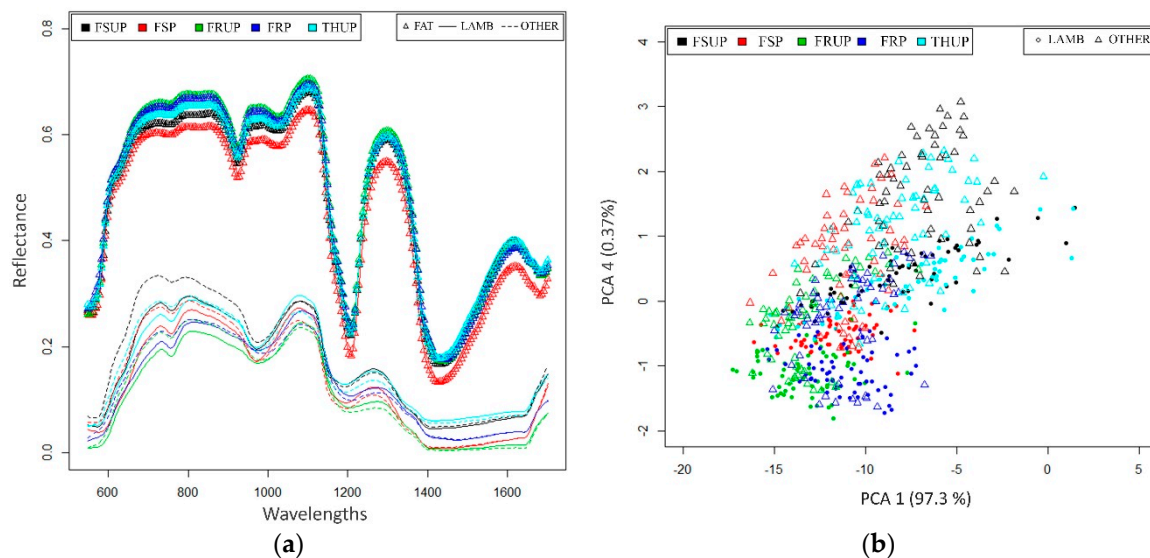 0.8
FSUP FSP FRUP FRP THUP
FAT LAMB OTHER
0.6
0.4
0.2
0.0
Reflectance
600 800 1000 1200 1400 1600
Wavelengths
(a)
4
FSUP FSP FRUP FRP THUP
LAMB OTHER
3
2
1
0
-1
-2
PCA 4 (0.37%)
-20 -15 -10 -5 0 5
PCA 1 (97.3 %)
(b)